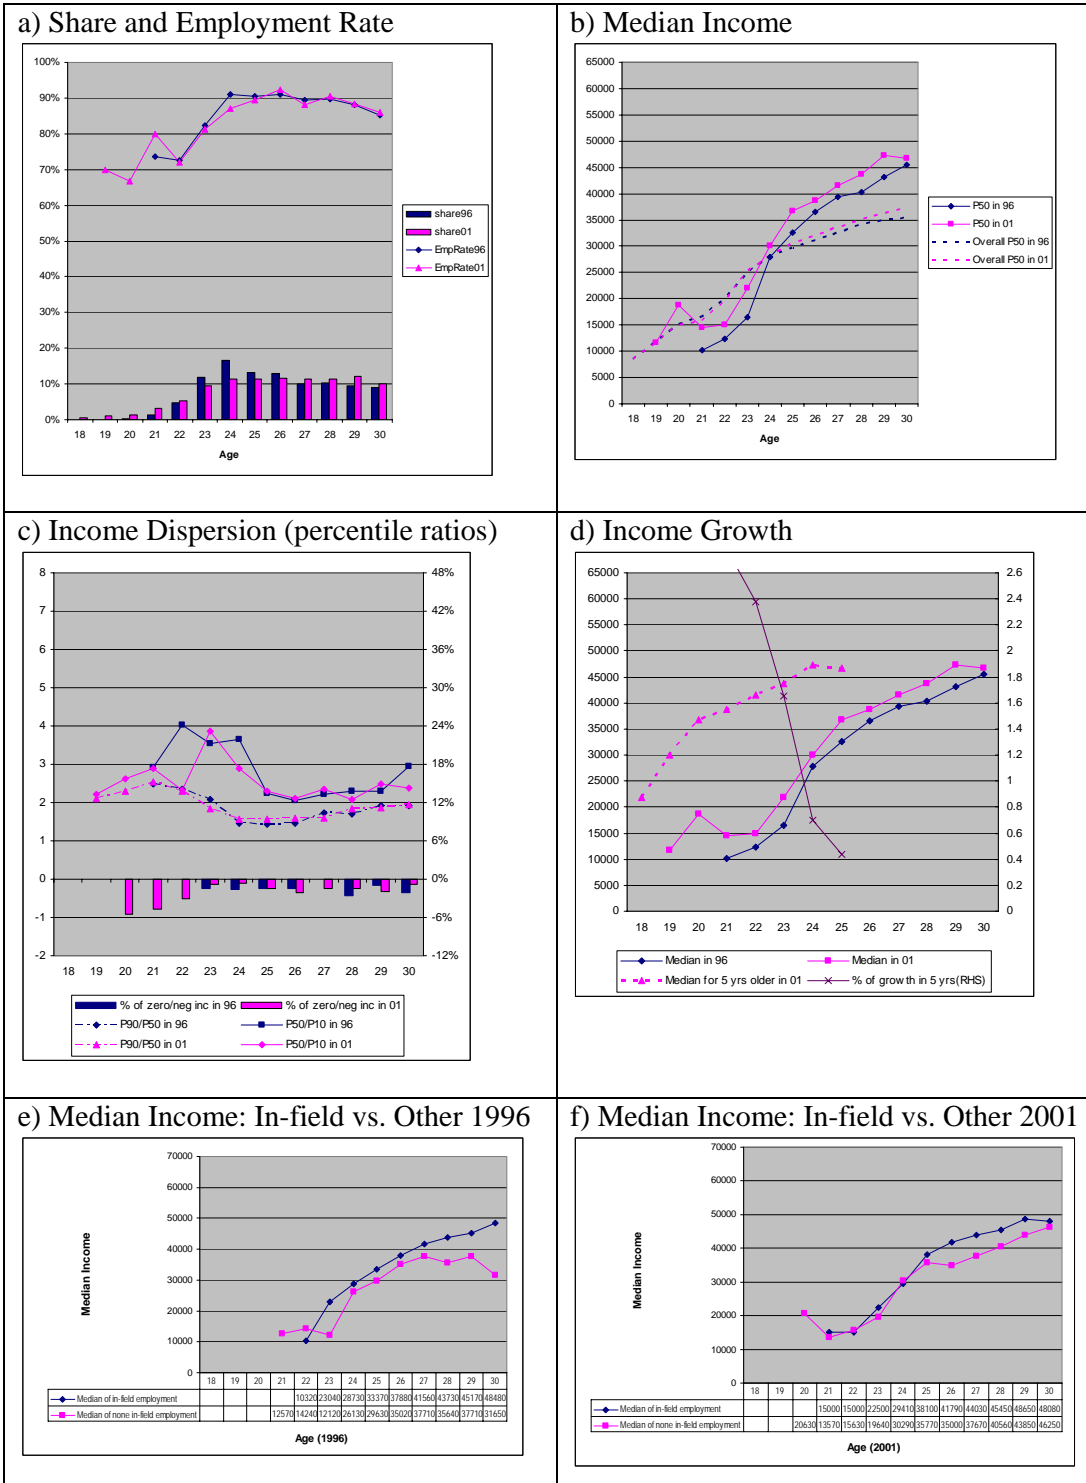 a) Share and Employment Rate
100%
90%
80%
70%
60%
50%
40%
30%
20%
10%
0%
18 19 20 21 22 23 24 25 26 27 28 29 30
Age
share96
share01
EmpRate96
EmpRate01
b) Median Income
65000
60000
55000
50000
45000
40000
35000
30000
25000
20000
15000
10000
5000
0
18 19 20 21 22 23 24 25 26 27 28 29 30
Age
P50 in 96
P50 in 01
Overall P50 in 96
Overall P50 in 01
c) Income Dispersion (percentile ratios)
8 48%
7 42%
6 36%
5 30%
4 24%
3 18%
2 12%
1 6%
0 0%
-1 -6%
-2 -12%
18 19 20 21 22 23 24 25 26 27 28 29 30
% of zero/neg inc in 96 % of zero/neg inc in 01
P90/P50 in 96 P50/P10 in 96
P90/P50 in 01 P50/P10 in 01
d) Income Growth
65000 2.6
60000 2.4
55000 2.2
50000 2
45000 1.8
40000 1.6
35000 1.4
30000 1.2
25000 1
20000 0.8
15000 0.6
10000 0.4
5000 0.2
0 0
18 19 20 21 22 23 24 25 26 27 28 29 30
Median in 96 Median in 01
Median for 5 yrs older in 01 % of growth in 5 yrs(RHS)
e) Median Income: In-field vs. Other 1996
Median Income
70000
60000
50000
40000
30000
20000
10000
0
18 19 20 21 22 23 24 25 26 27 28 29 30
Median of in-field employment 10320 23040 28730 33370 37880 41560 43730 45170 48480
Median of none in-field employment 12570 14240 12120 26130 29630 35020 37710 35640 37710 31650
Age (1996)
f) Median Income: In-field vs. Other 2001
Median Income
70000
60000
50000
40000
30000
20000
10000
0
18 19 20 21 22 23 24 25 26 27 28 29 30
Median of in-field employment 15000 15000 22500 29410 38100 41790 44030 45450 48650 48080
Median of none in-field employment 20630 13570 15630 19640 30290 35770 35000 37670 40560 43850 46250
Age (2001)